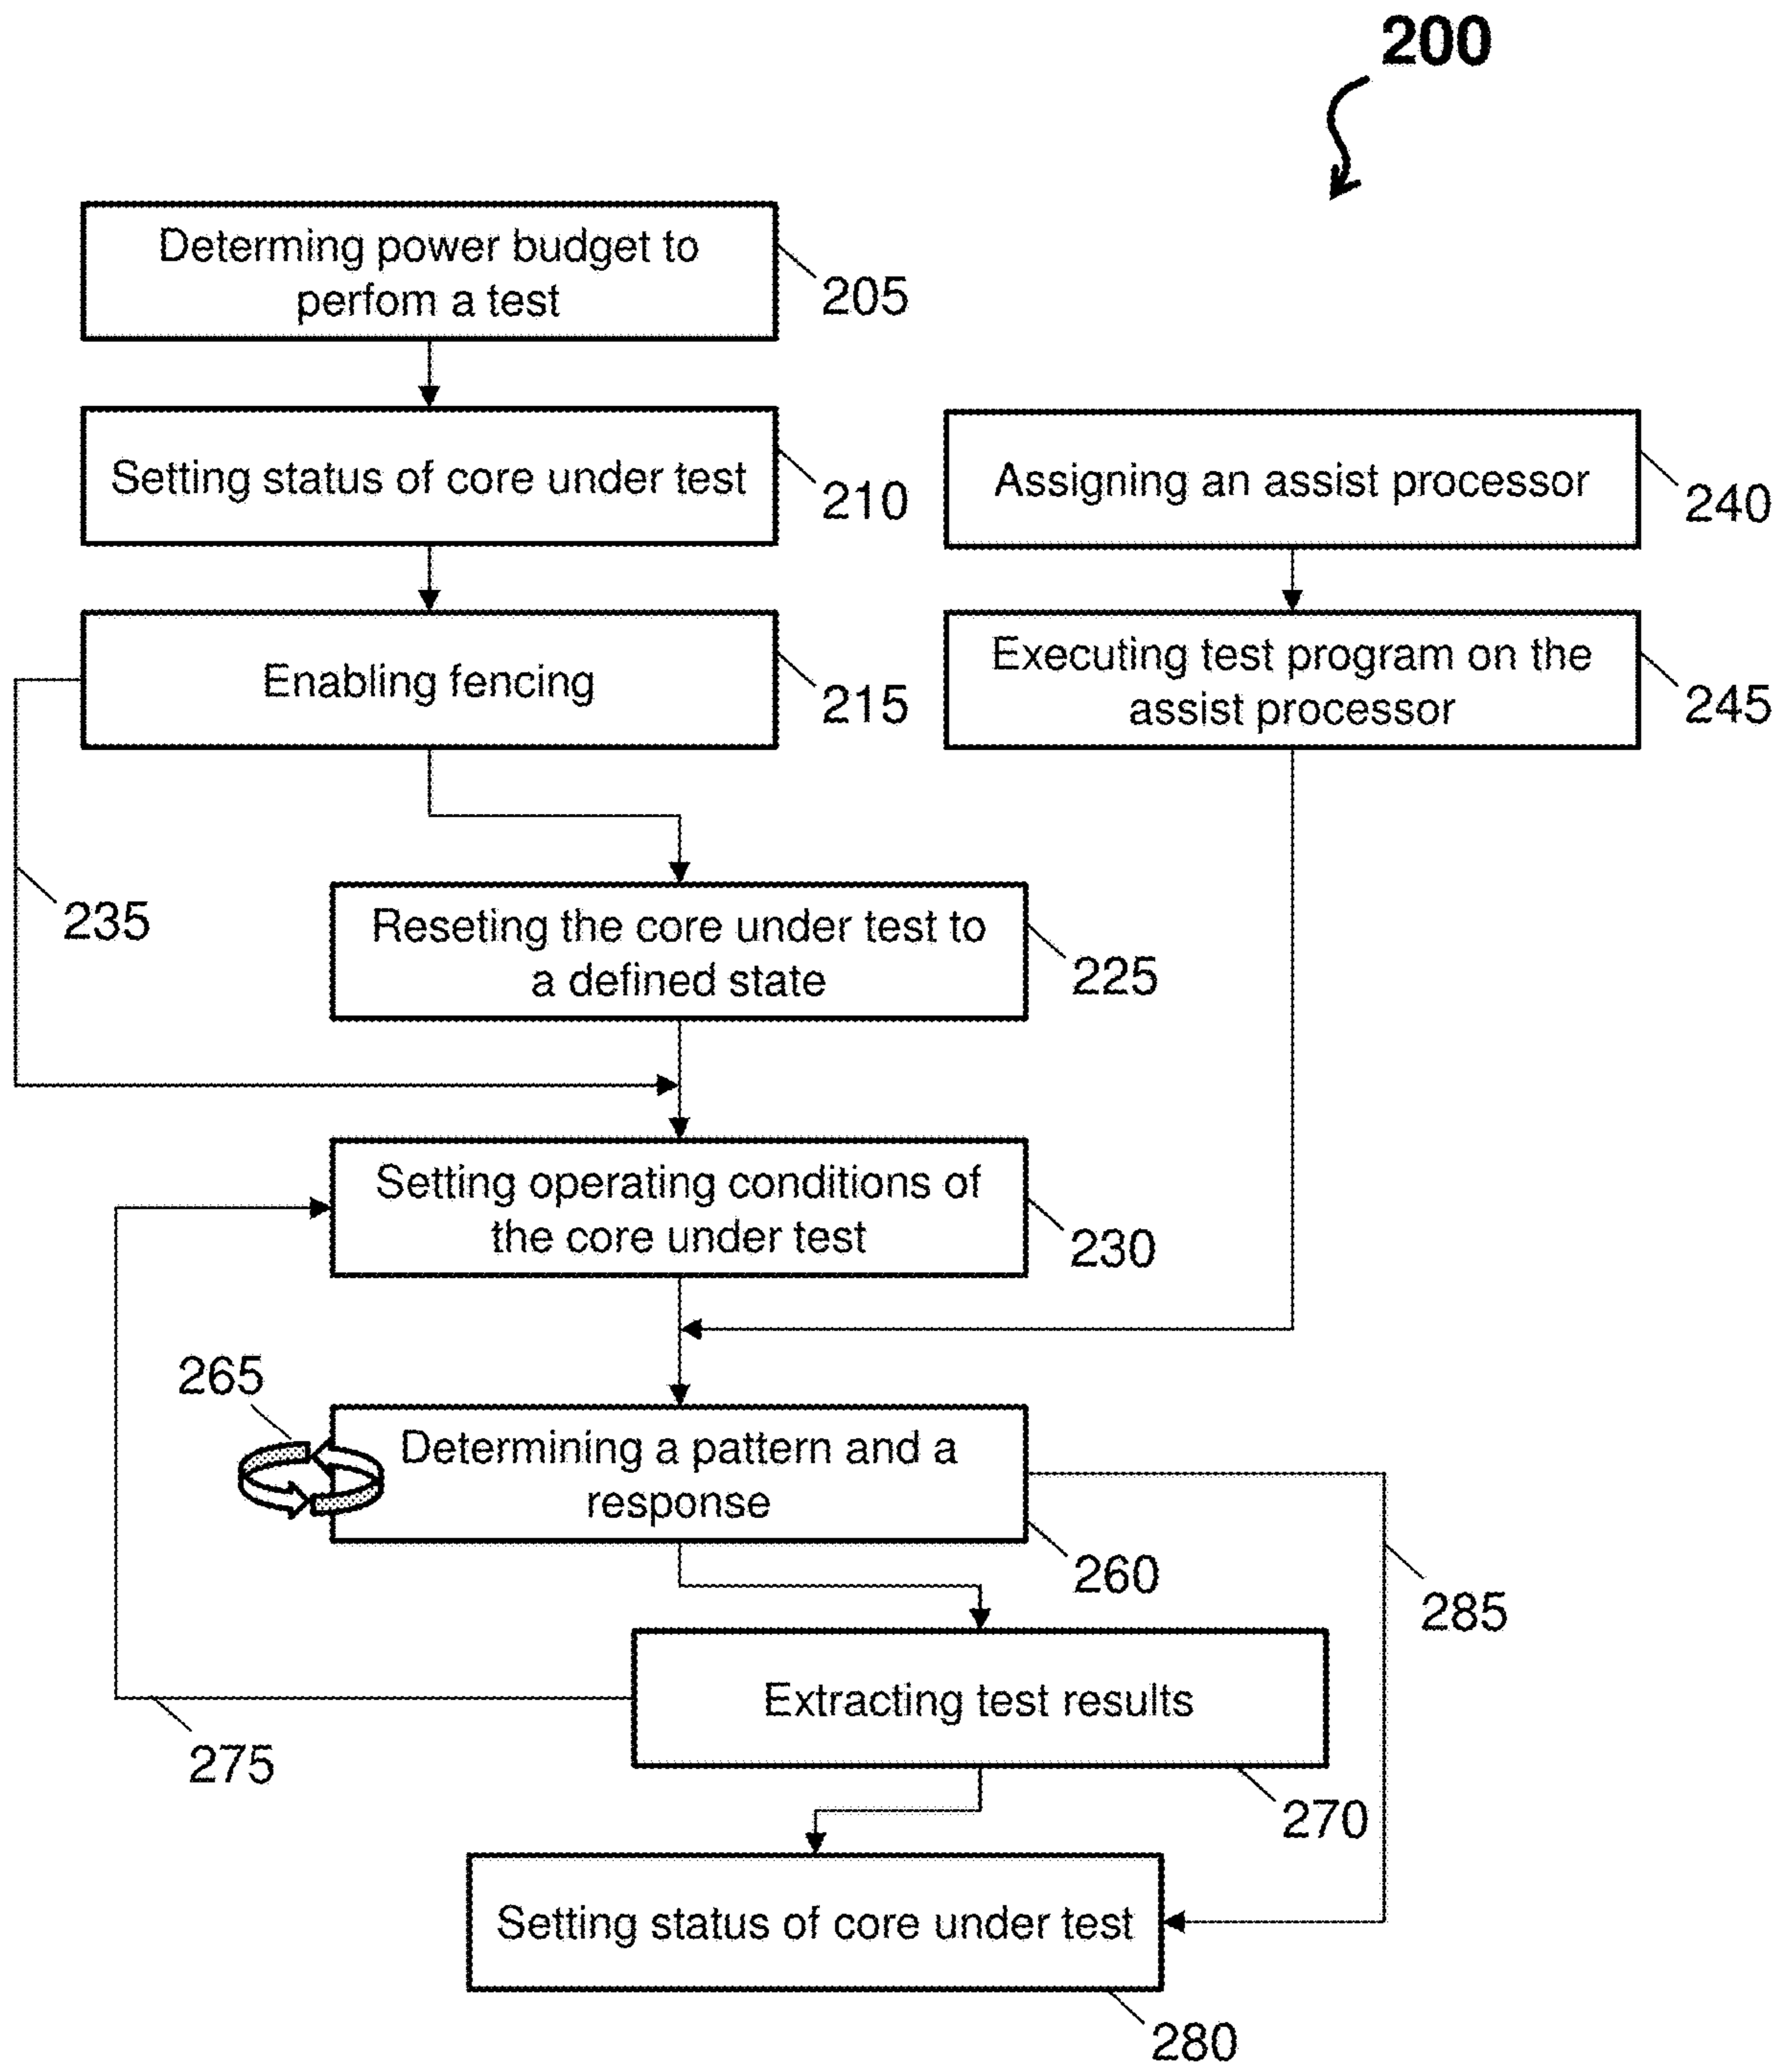 200
Determing power budget to
perfom a test
205
Setting status of core under test
210
Assigning an assist processor
240
Enabling fencing
215
Executing test program on the
assist processor
245
235
Reseting the core under test to
a defined state
225
Setting operating conditions of
the core under test
230
265
Determining a pattern and a
response
260
285
Extracting test results
275
270
Setting status of core under test
280